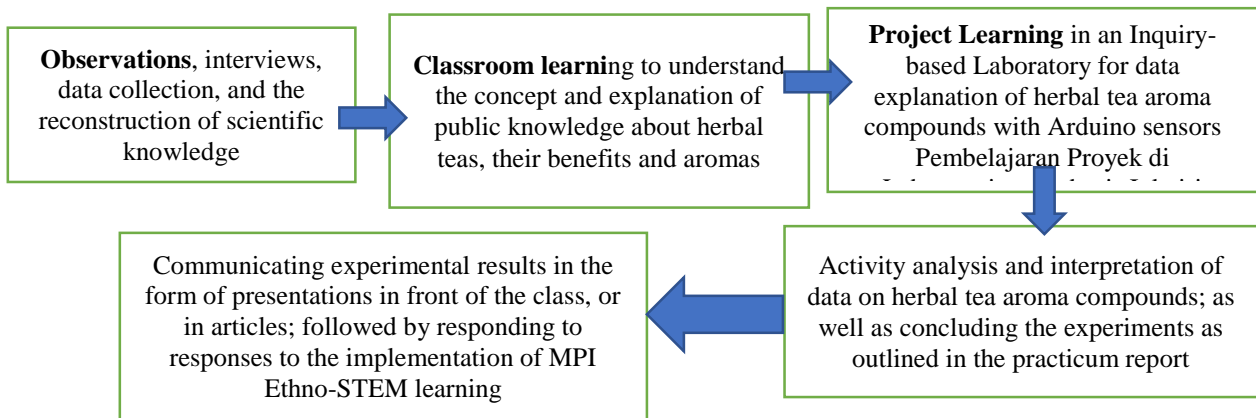 Observations, interviews,
data collection, and the
reconstruction of scientific
knowledge
Classroom learning to understand
the concept and explanation of
public knowledge about herbal
teas, their benefits and aromas
Project Learning in an Inquiry-
based Laboratory for data
explanation of herbal tea aroma
compounds with Arduino sensors
Pembelajaran Proyek di
Activity analysis and interpretation of
data on herbal tea aroma compounds; as
well as concluding the experiments as
outlined in the practicum report
Communicating experimental results in the
form of presentations in front of the class, or
in articles; followed by responding to
responses to the implementation of MPI
Ethno-STEM learning